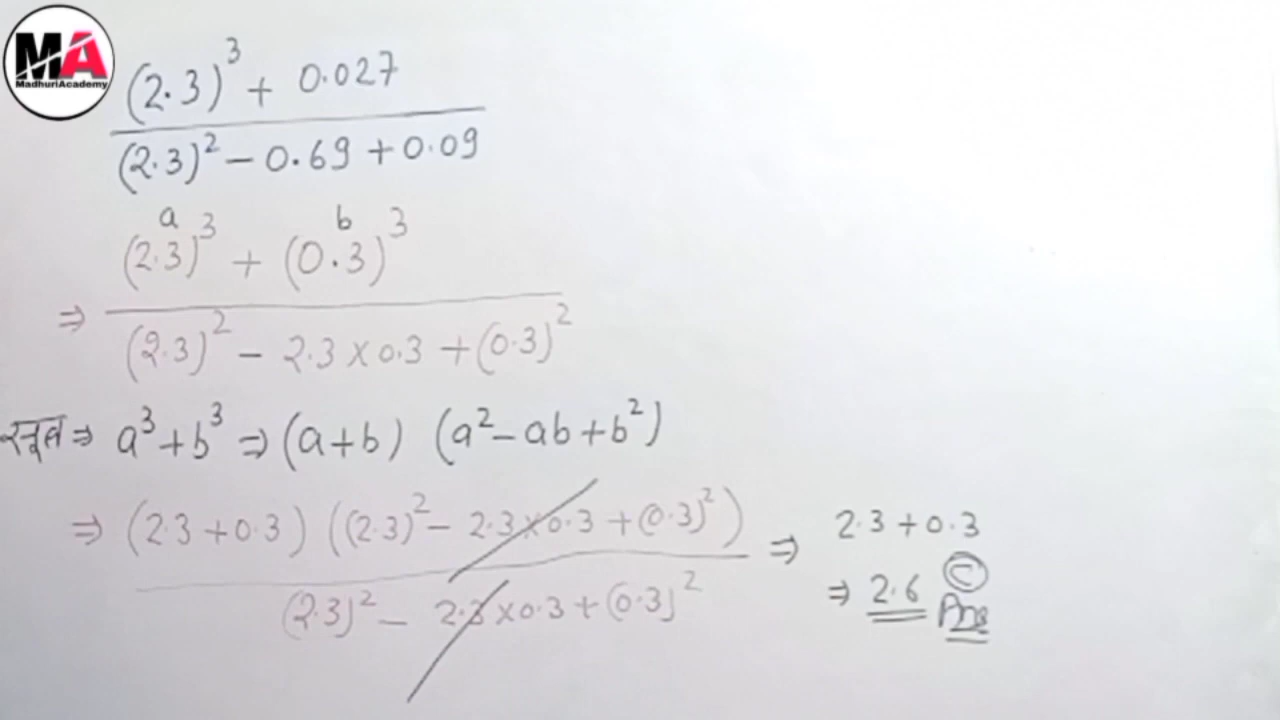 MA
MadhuriAcademy
(2.3)³ + 0.027
(2.3)² – 0.69 + 0.09
a b
(2.3)³ + (0.3)³
⇒
(2.3)² – 2.3 × 0.3 + (0.3)²
सूत्र ⇒ a³ + b³ ⇒ (a+b) (a² – ab + b²)
⇒ (2.3 + 0.3) ((2.3)² – 2.3 × 0.3 + (0.3)²)
(2.3)² – 2.3 × 0.3 + (0.3)²
⇒ 2.3 + 0.3
⇒ 2.6 (C)
Ans